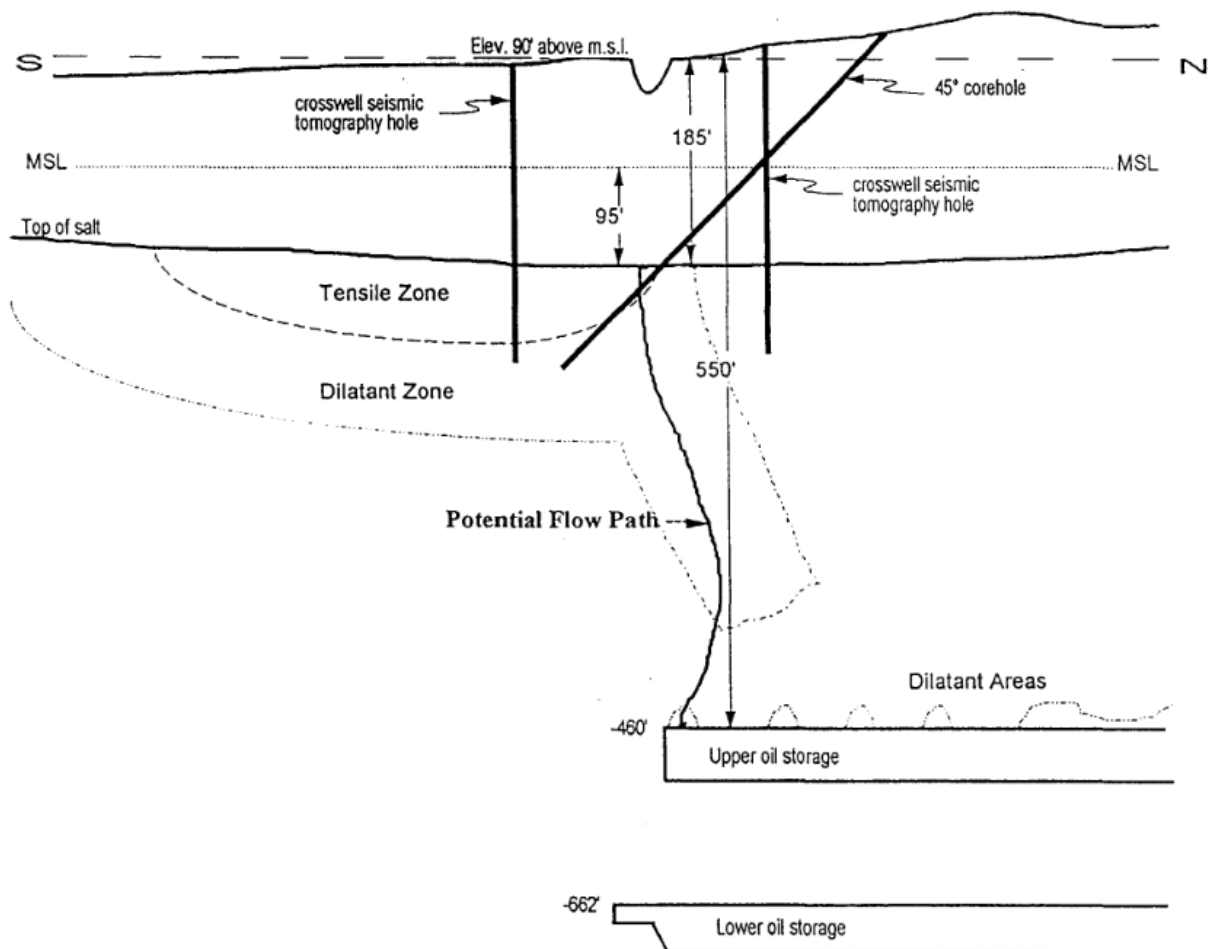 Elev. 90' above m.s.l.
S
N
crosswell seismic
tomography hole
45° corehole
185'
MSL
MSL
crosswell seismic
tomography hole
95'
Top of salt
Tensile Zone
550'
Dilatant Zone
Potential Flow Path
Dilatant Areas
-460'
Upper oil storage
-662'
Lower oil storage